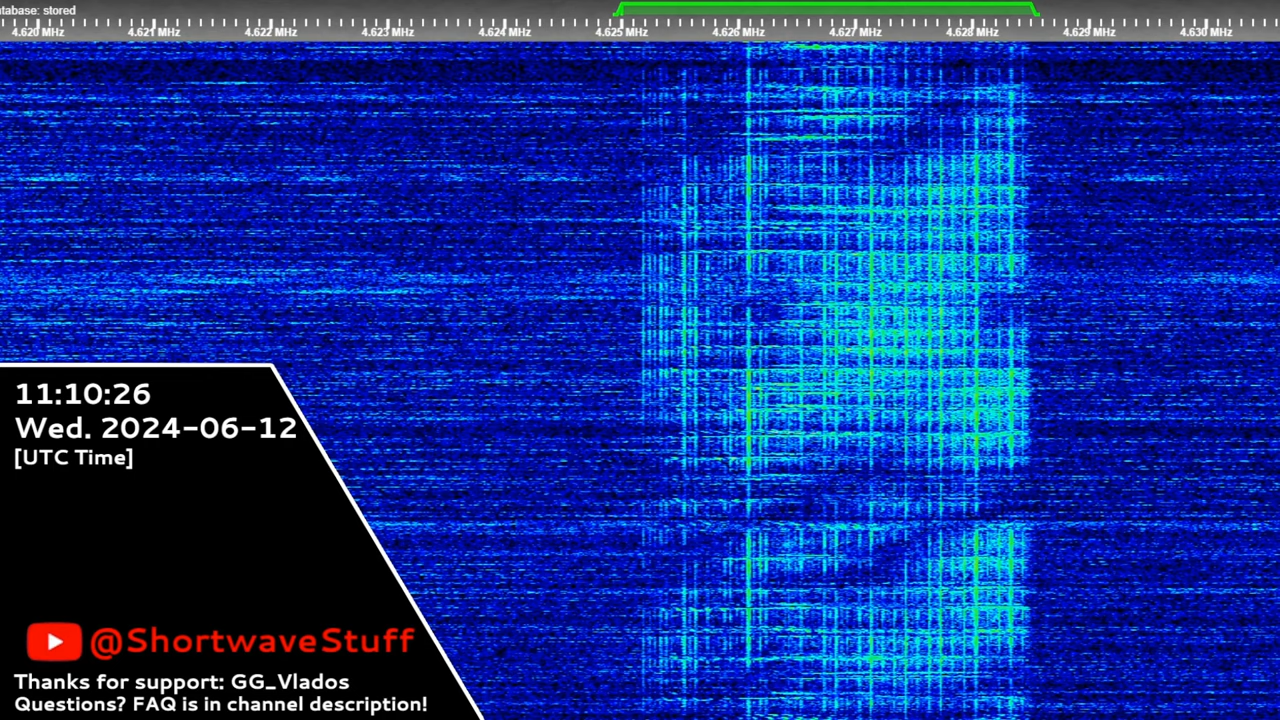 atabase: stored
4.620 MHz 4.621 MHz 4.622 MHz 4.623 MHz 4.624 MHz 4.625 MHz 4.626 MHz 4.627 MHz 4.628 MHz 4.629 MHz 4.630 MHz
11:10:26
Wed. 2024-06-12
[UTC Time]
@ShortwaveStuff
Thanks for support: GG_Vlados
Questions? FAQ is in channel description!